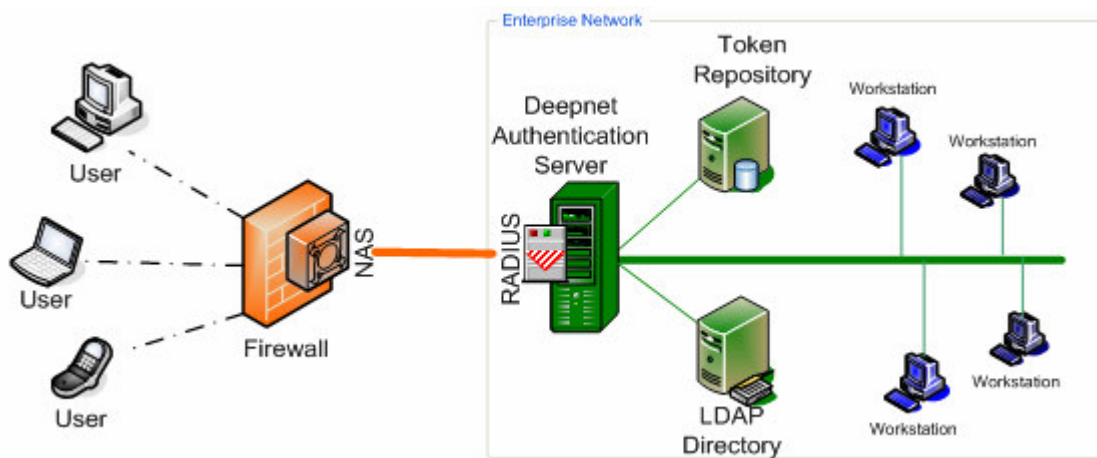 Enterprise Network
User
User
User
Firewall
NAS
RADIUS
Deepnet
Authentication
Server
Token
Repository
LDAP
Directory
Workstation
Workstation
Workstation
Workstation